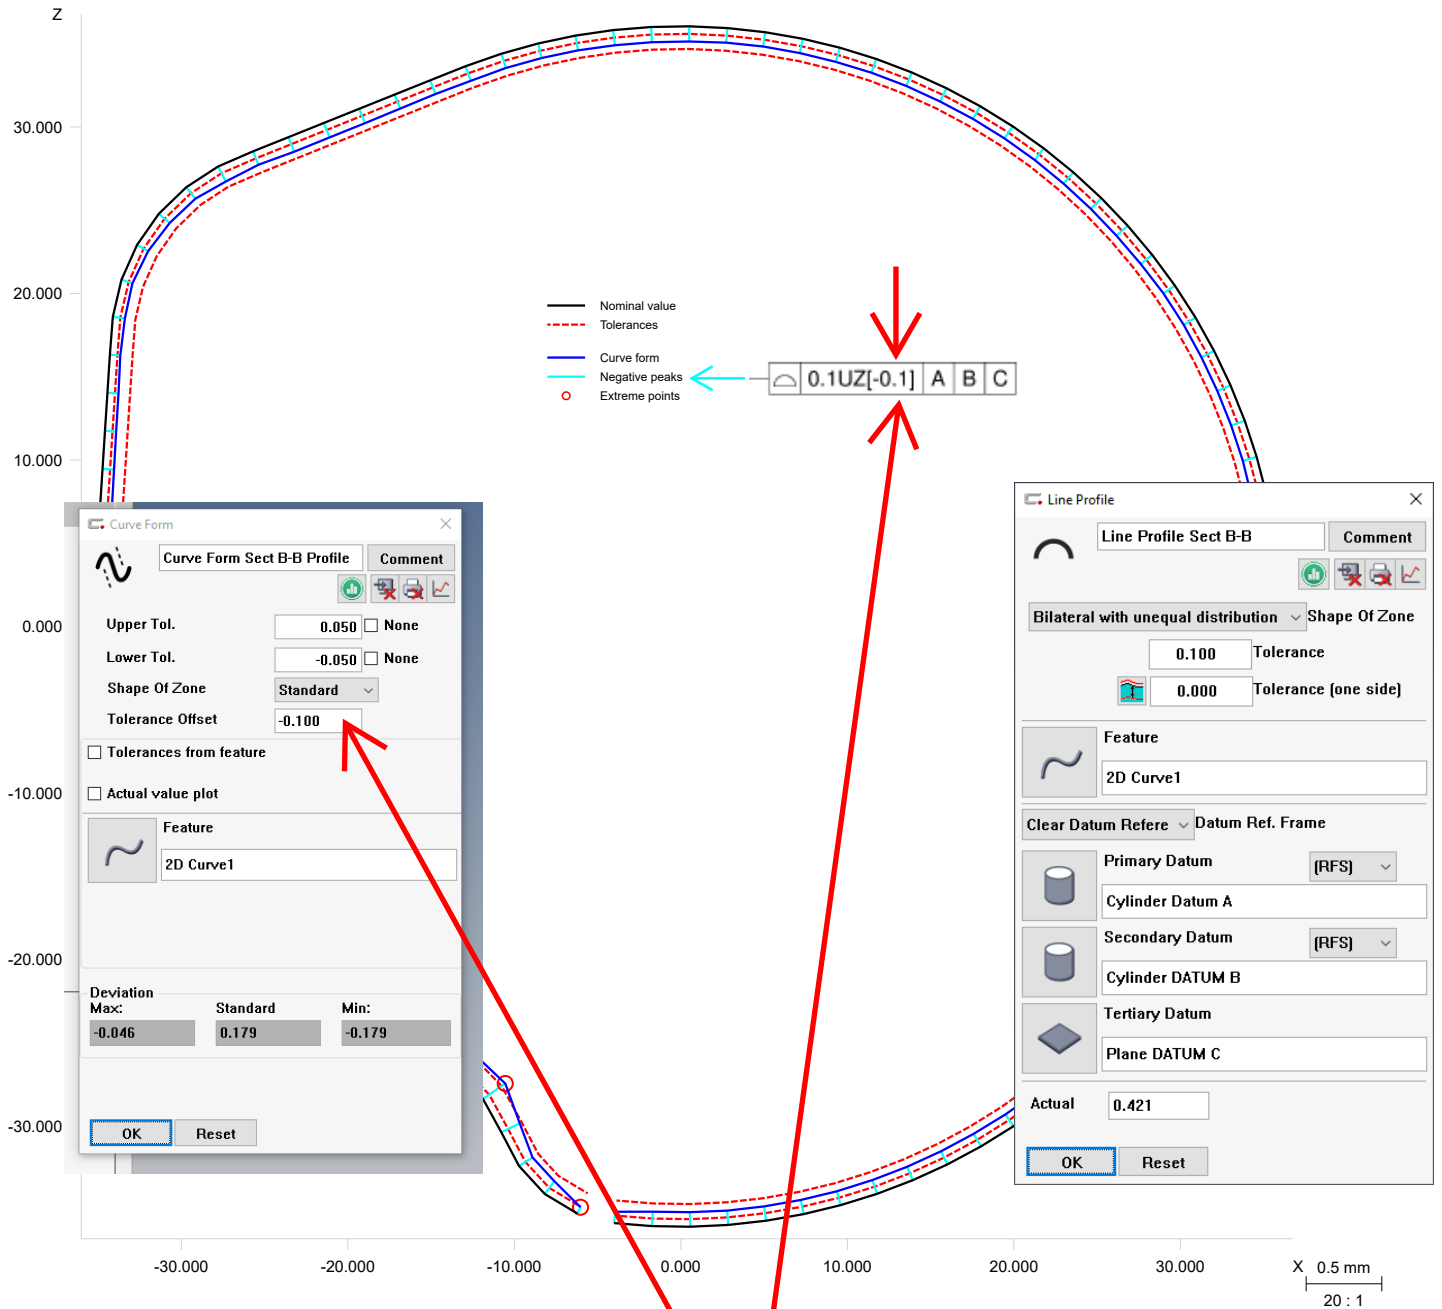 Z
30.000
20.000
10.000
0.000
-10.000
-20.000
-30.000
Nominal value
Tolerances
Curve form
Negative peaks
Extreme points
0.1UZ[-0.1] A B C
Curve Form
Curve Form Sect B-B Profile Comment
Upper Tol. 0.050 None
Lower Tol. -0.050 None
Shape Of Zone Standard
Tolerance Offset -0.100
Tolerances from feature
Actual value plot
Feature
2D Curve1
Deviation
Max: Standard Min:
-0.046 0.179 -0.179
OK Reset
Line Profile
Line Profile Sect B-B Comment
Bilateral with unequal distribution Shape Of Zone
0.100 Tolerance
0.000 Tolerance (one side)
Feature
2D Curve1
Clear Datum Refere Datum Ref. Frame
Primary Datum (RFS)
Cylinder Datum A
Secondary Datum (RFS)
Cylinder DATUM B
Tertiary Datum
Plane DATUM C
Actual 0.421
OK Reset
-30.000 -20.000 -10.000 0.000 10.000 20.000 30.000 X
0.5 mm
20 : 1